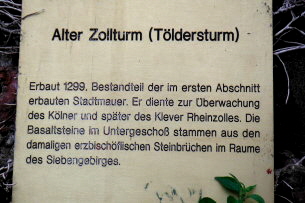 Alter Zollturm (Töldersturm)
Erbaut 1299. Bestandteil der im ersten Abschnitt
erbauten Stadtmauer. Er diente zur Überwachung
des Kölner und später des Klever Rheinzolles. Die
Basaltsteine im Untergeschoß stammen aus den
damaligen erzbischöflischen Steinbrüchen im Raume
des Siebengebirges.